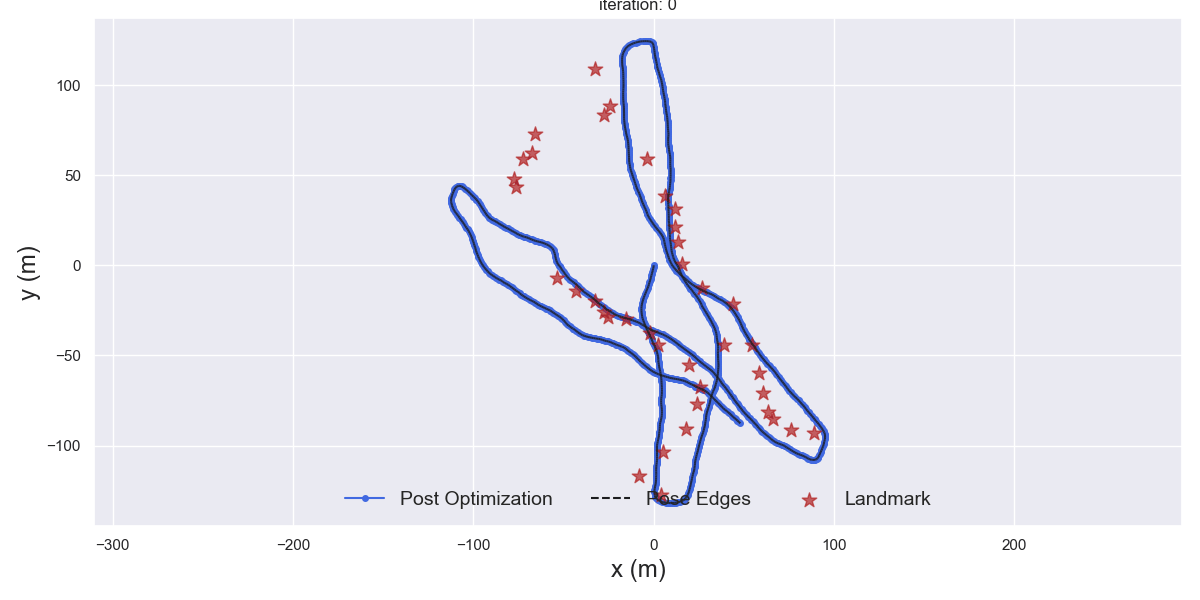 iteration: 0
y (m)
100
50
0
−50
−100
−300 −200 −100 0 100 200
x (m)
Post Optimization Pose Edges Landmark